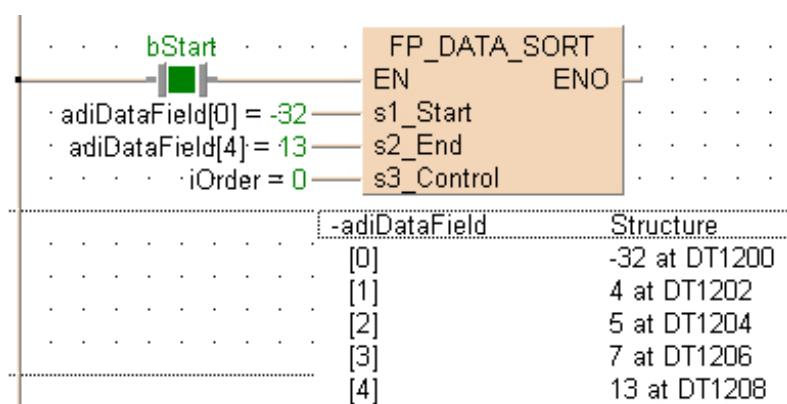 bStart FP_DATA_SORT
EN ENO
adiDataField[0] = -32 s1_Start
adiDataField[4] = 13 s2_End
iOrder = 0 s3_Control
-adiDataField Structure
[0] -32 at DT1200
[1] 4 at DT1202
[2] 5 at DT1204
[3] 7 at DT1206
[4] 13 at DT1208